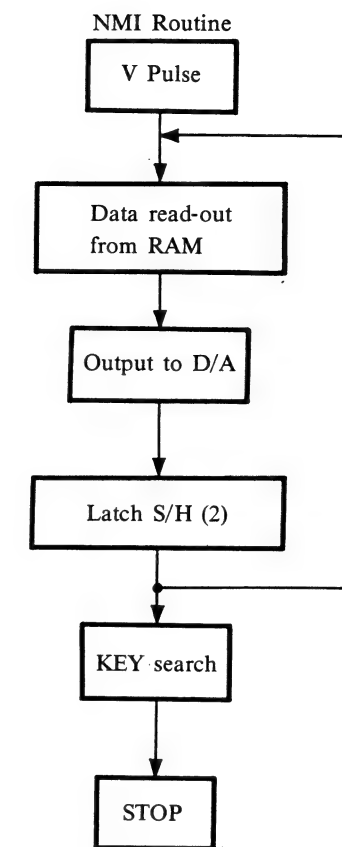 NMI Routine
V Pulse
Data read-out
from RAM
Output to D/A
Latch S/H (2)
KEY search
STOP